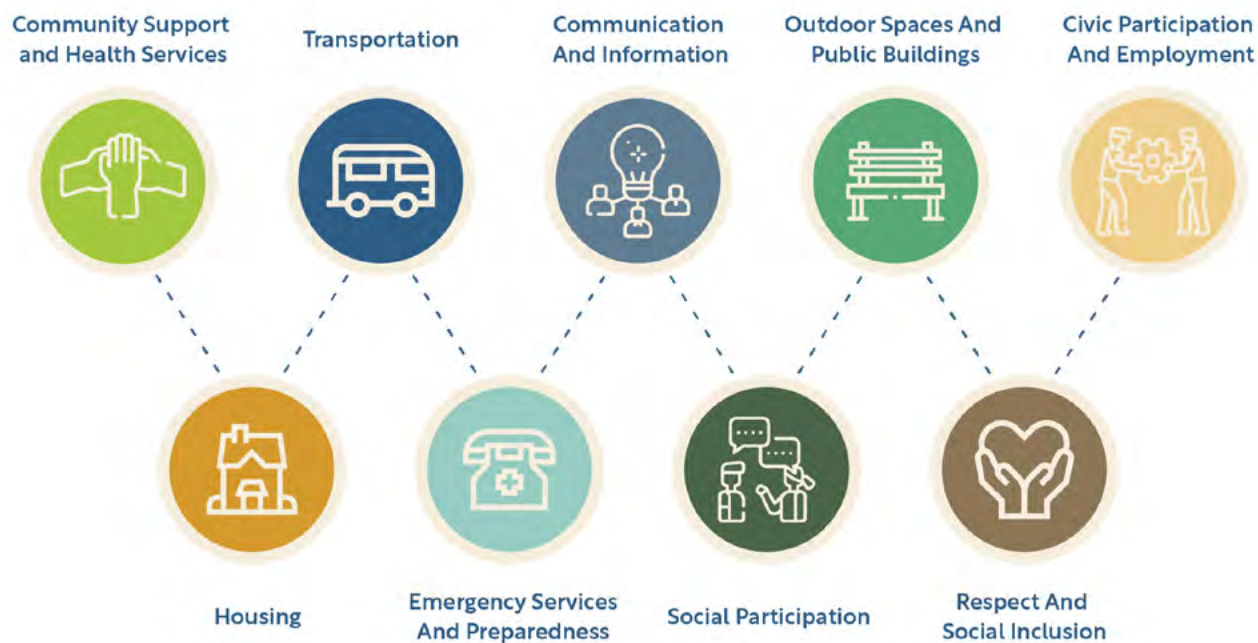 Community Support
and Health Services
Transportation
Communication
And Information
Outdoor Spaces And
Public Buildings
Civic Participation
And Employment
Housing
Emergency Services
And Preparedness
Social Participation
Respect And
Social Inclusion